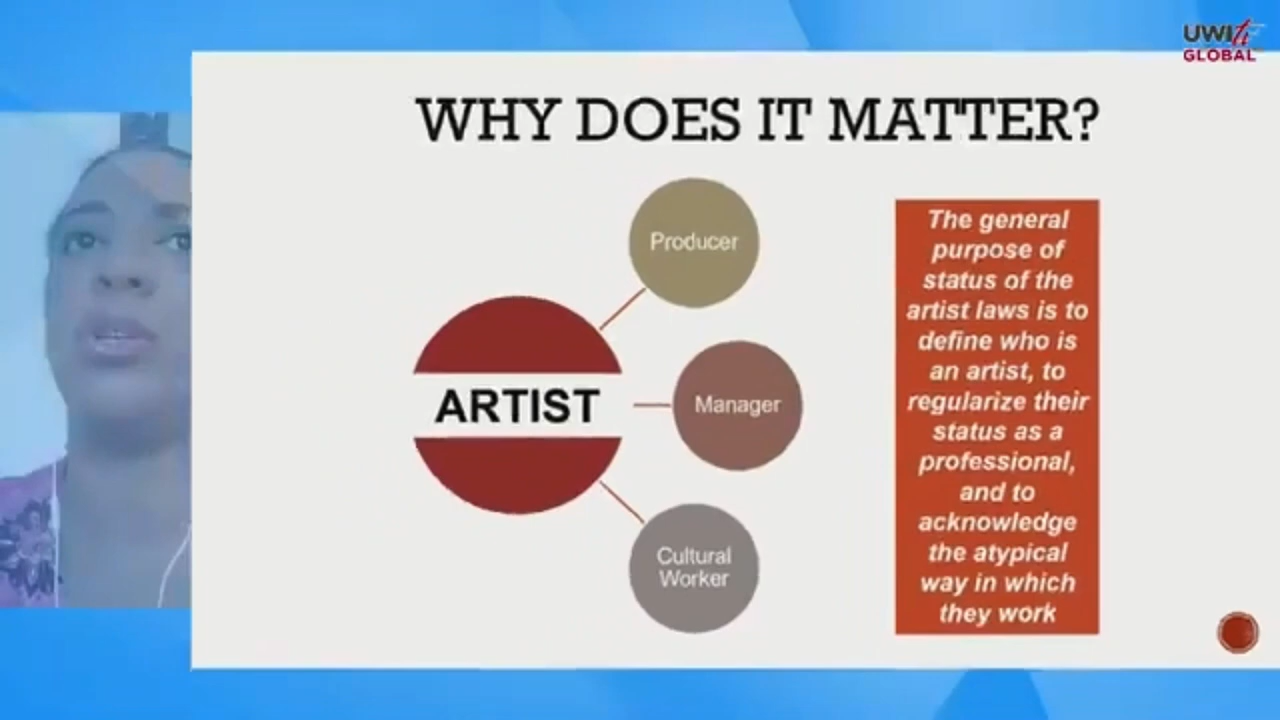 UWItv
GLOBAL
WHY DOES IT MATTER?
Producer
ARTIST
Manager
Cultural
Worker
The general
purpose of
status of the
artist laws is to
define who is
an artist, to
regularize their
status as a
professional,
and to
acknowledge
the atypical
way in which
they work